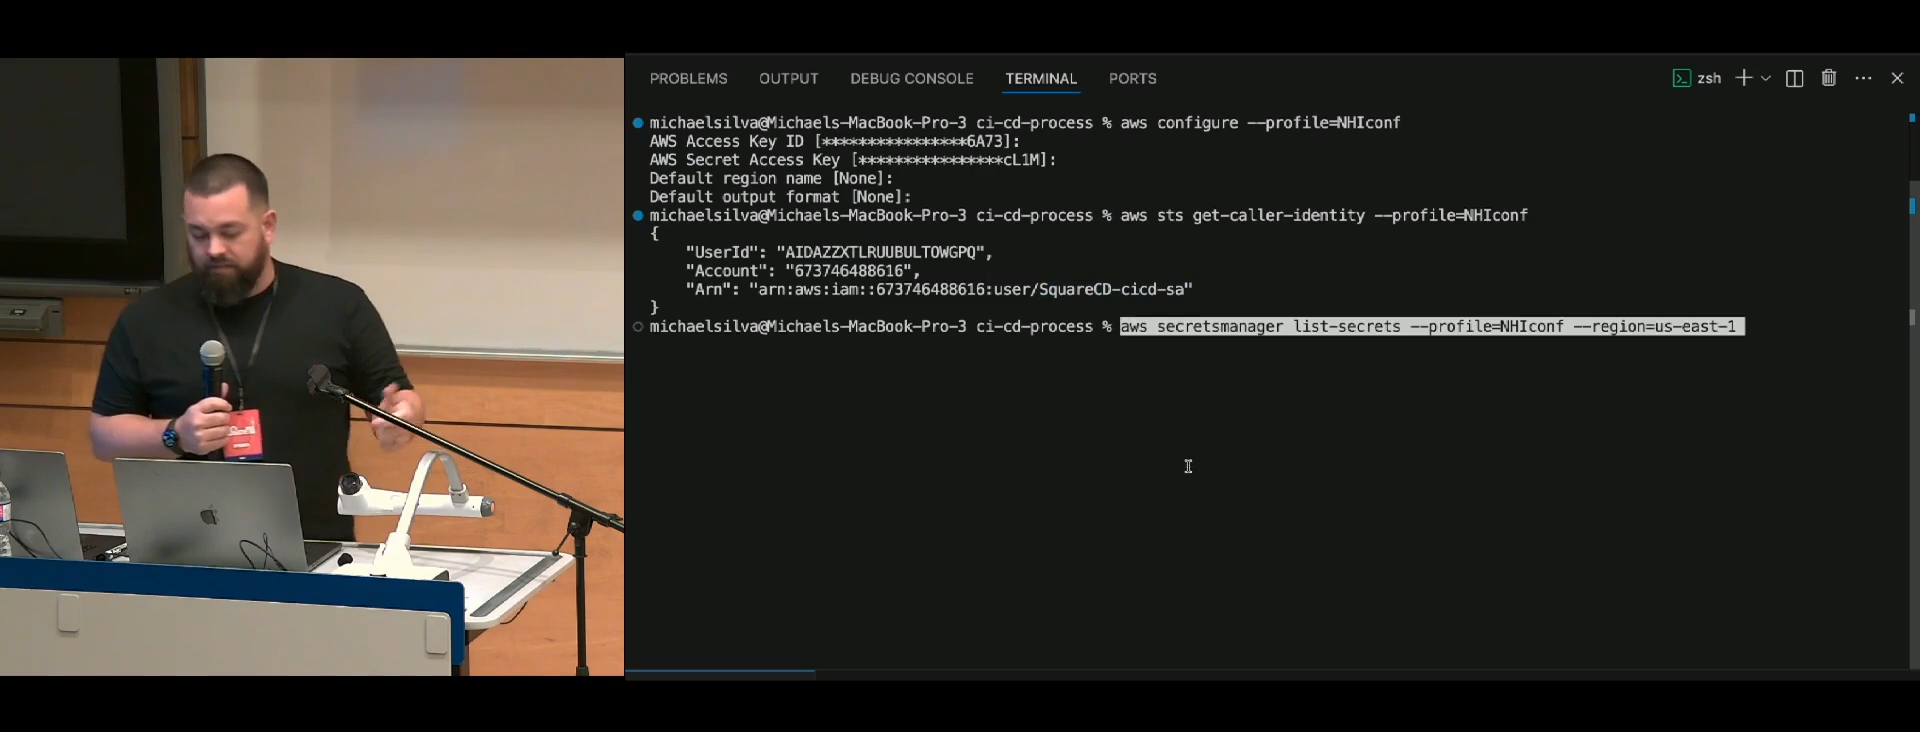 PROBLEMS OUTPUT DEBUG CONSOLE TERMINAL PORTS zsh
michaelsilva@Michaels-MacBook-Pro-3 ci-cd-process % aws configure --profile=NHIconf
AWS Access Key ID [****************6A73]:
AWS Secret Access Key [****************cL1M]:
Default region name [None]:
Default output format [None]:
michaelsilva@Michaels-MacBook-Pro-3 ci-cd-process % aws sts get-caller-identity --profile=NHIconf
{
    "UserId": "AIDAZZXTLRUUBULTOWGPQ",
    "Account": "673746488616",
    "Arn": "arn:aws:iam::673746488616:user/SquareCD-cicd-sa"
}
michaelsilva@Michaels-MacBook-Pro-3 ci-cd-process % aws secretsmanager list-secrets --profile=NHIconf --region=us-east-1